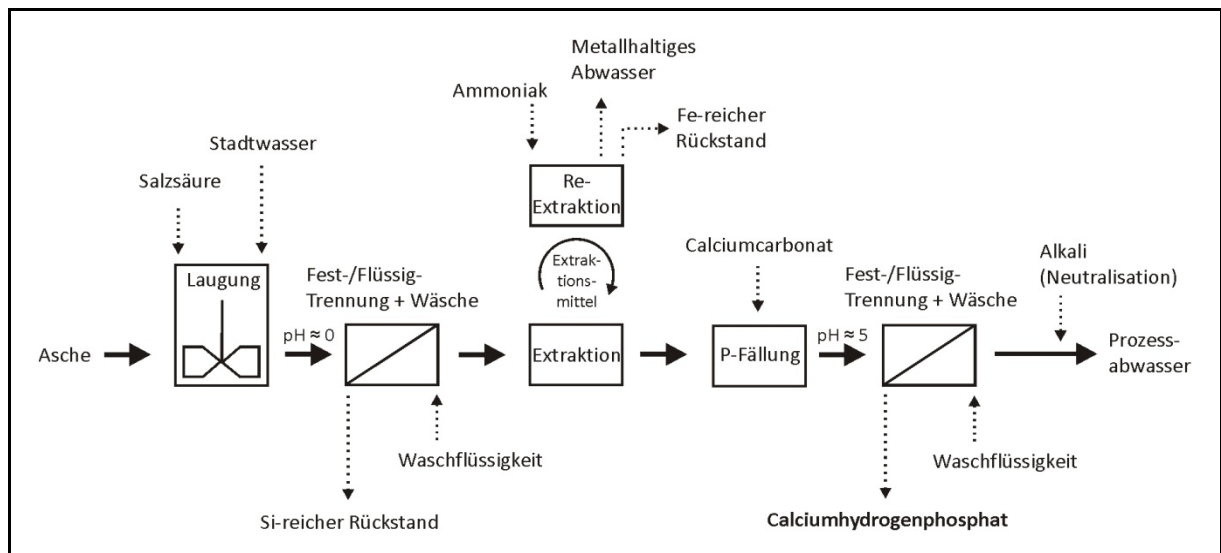 Metallhaltiges
Abwasser
Ammoniak
Fe-reicher
Rückstand
Stadtwasser
Salzsäure
Re-
Extraktion
Calciumcarbonat
Alkali
(Neutralisation)
Laugung
Fest-/Flüssig-
Trennung + Wäsche
Extrak-
tions-
mittel
Fest-/Flüssig-
Trennung + Wäsche
Asche
pH ≈ 0
Extraktion
P-Fällung
pH ≈ 5
Prozess-
abwasser
Waschflüssigkeit
Waschflüssigkeit
Si-reicher Rückstand
Calciumhydrogenphosphat